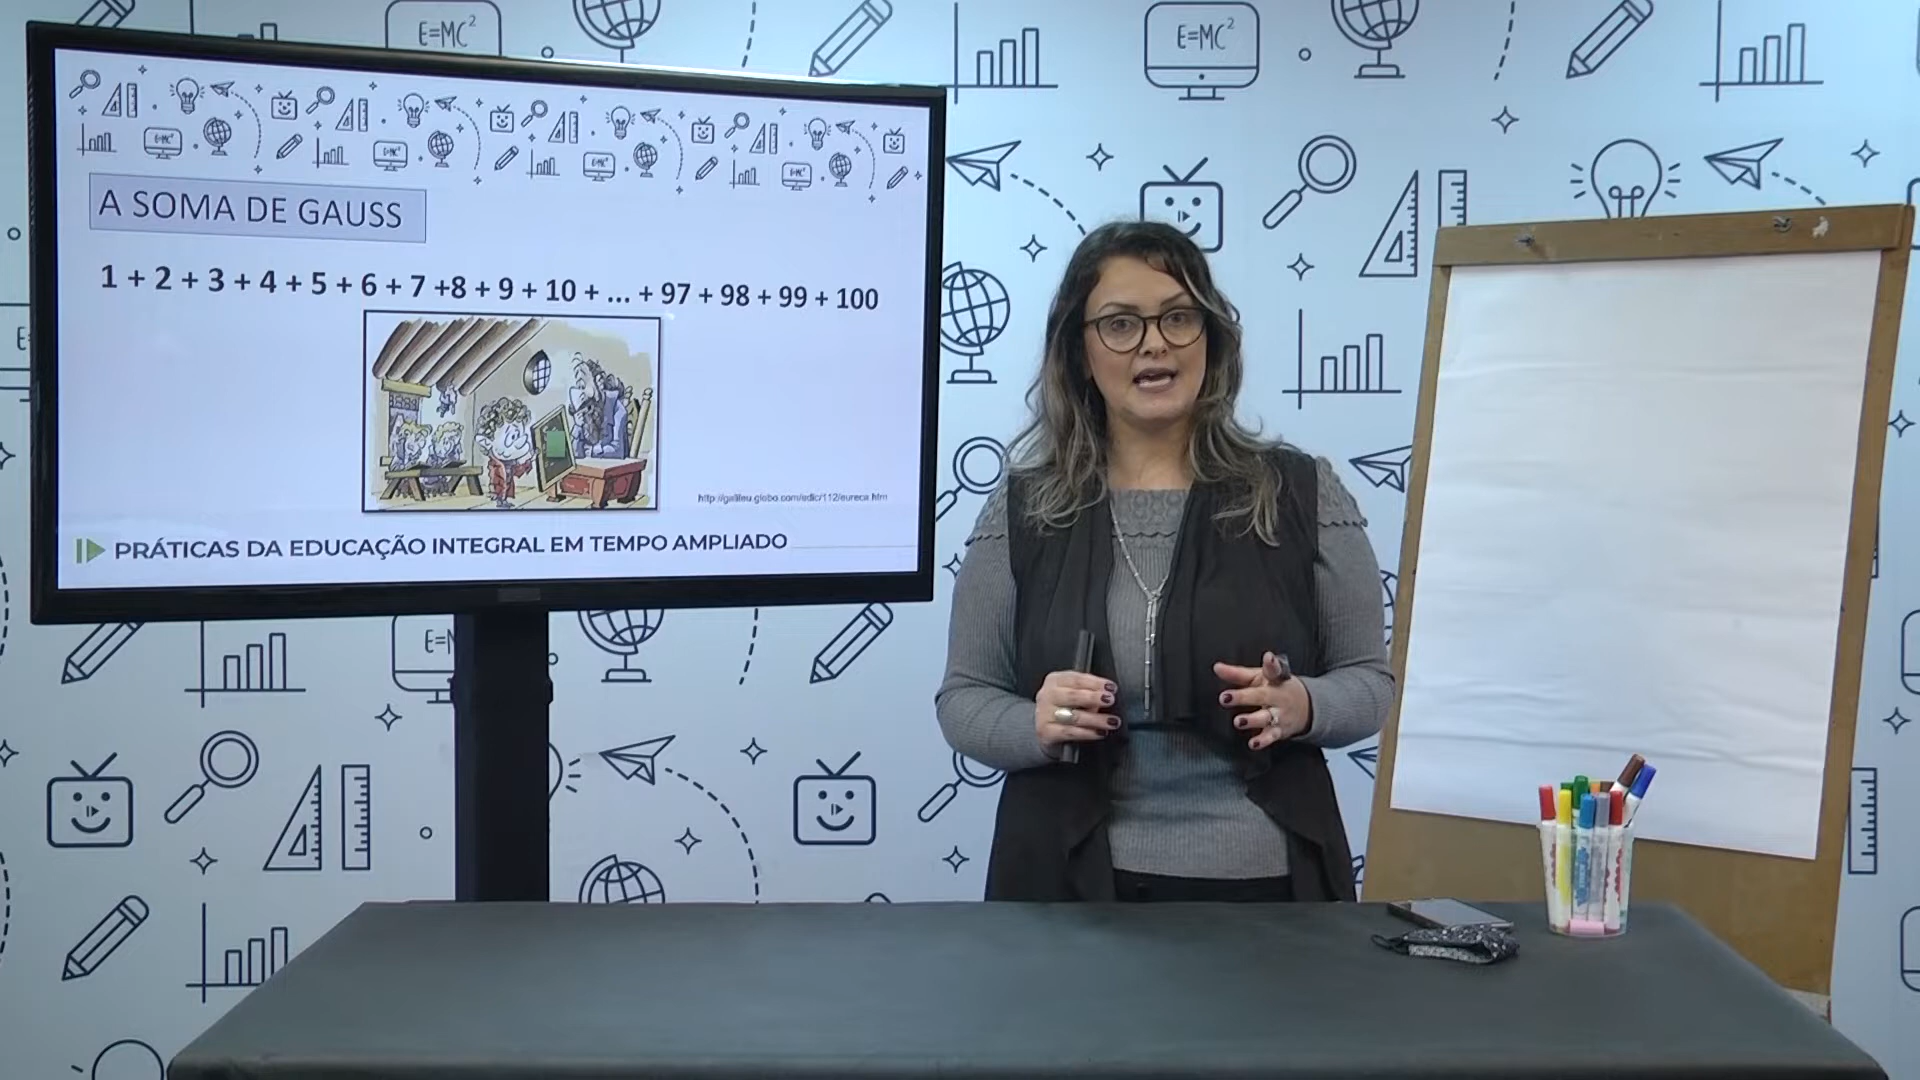 E=MC²
E=MC²
A SOMA DE GAUSS
1 + 2 + 3 + 4 + 5 + 6 + 7 +8 + 9 + 10 + ... + 97 + 98 + 99 + 100
http://galileu.globo.com/edic/112/eureca.htm
PRÁTICAS DA EDUCAÇÃO INTEGRAL EM TEMPO AMPLIADO